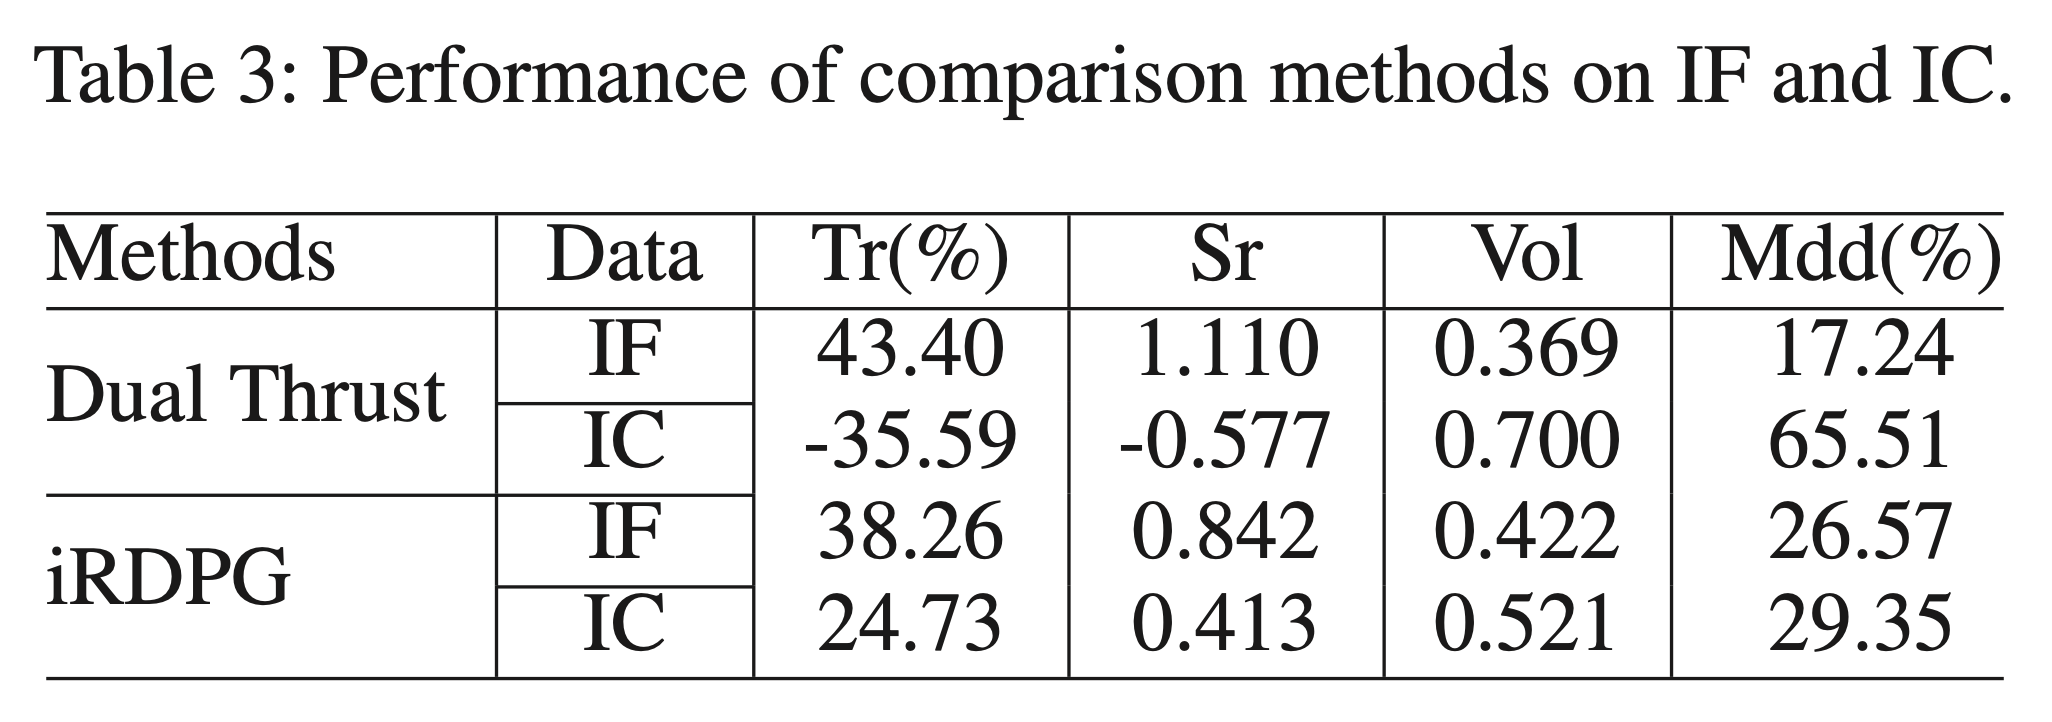 Table 3: Performance of comparison methods on IF and IC.
Methods Data Tr(%) Sr Vol Mdd(%)
Dual Thrust IF 43.40 1.110 0.369 17.24
IC -35.59 -0.577 0.700 65.51
iRDPG IF 38.26 0.842 0.422 26.57
IC 24.73 0.413 0.521 29.35